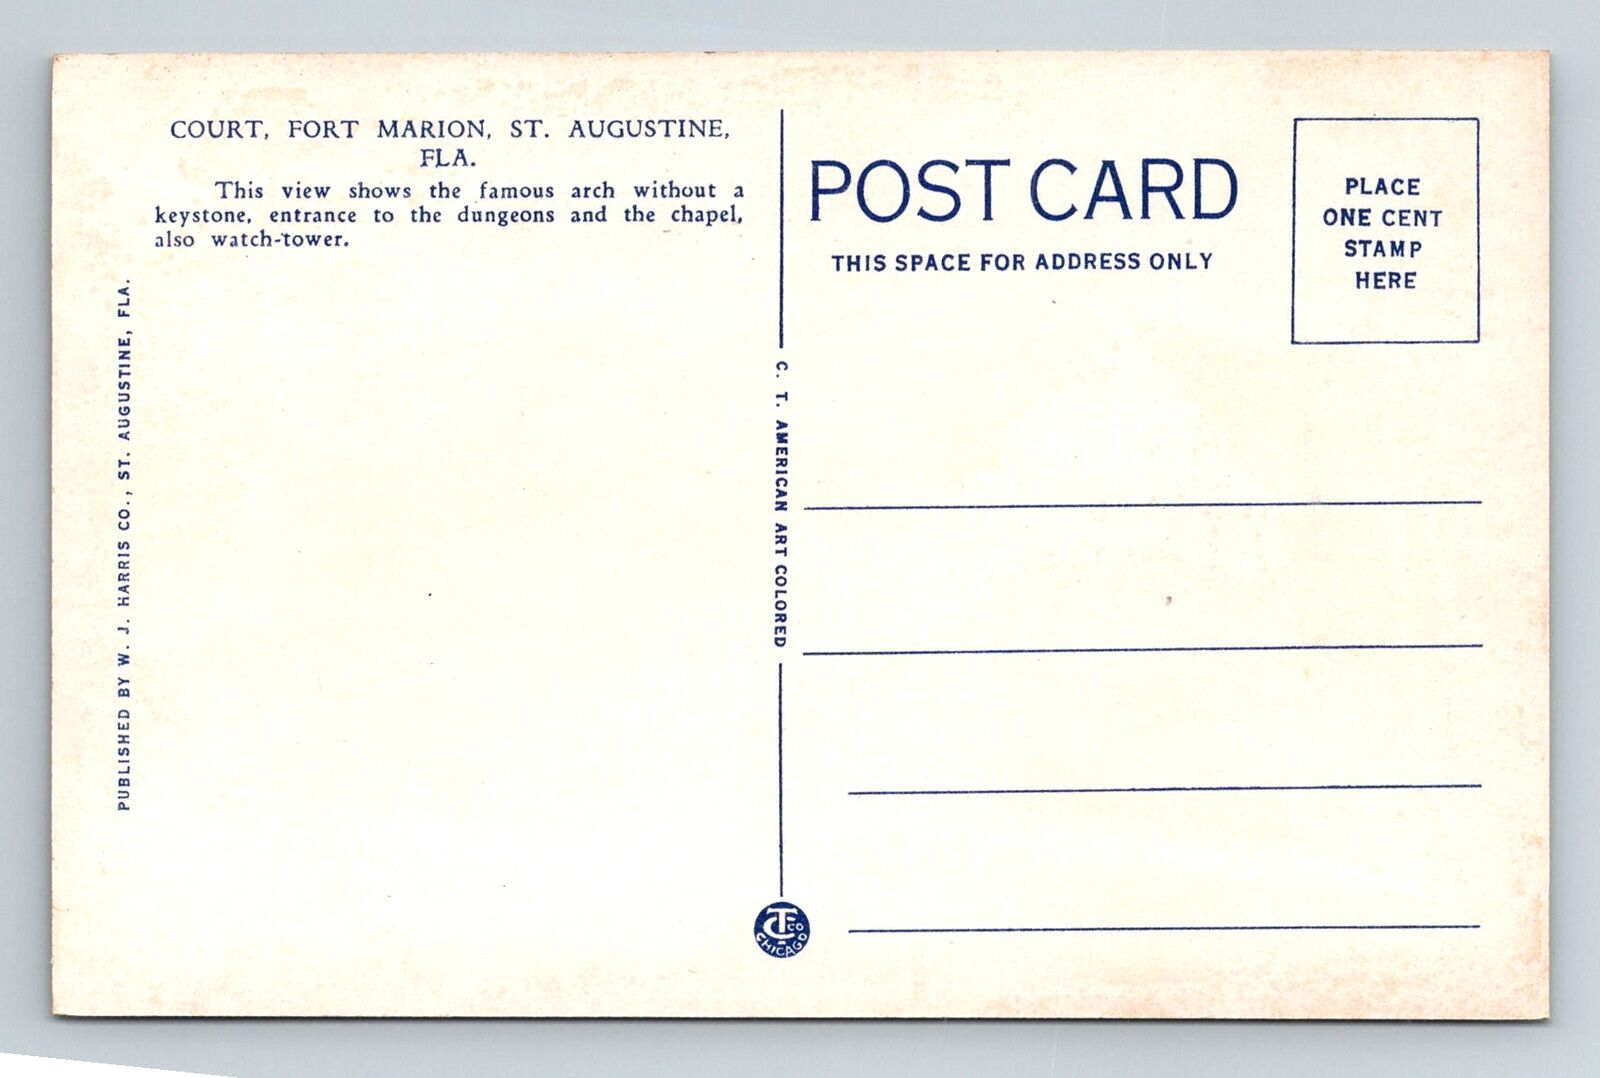 COURT, FORT MARION, ST. AUGUSTINE,
FLA.
This view shows the famous arch without a
keystone, entrance to the dungeons and the chapel,
also watch-tower.
PUBLISHED BY W. J. HARRIS CO., ST. AUGUSTINE, FLA.
C. T. AMERICAN ART COLORED
CT CO
CHICAGO
POST CARD
THIS SPACE FOR ADDRESS ONLY
PLACE
ONE CENT
STAMP
HERE